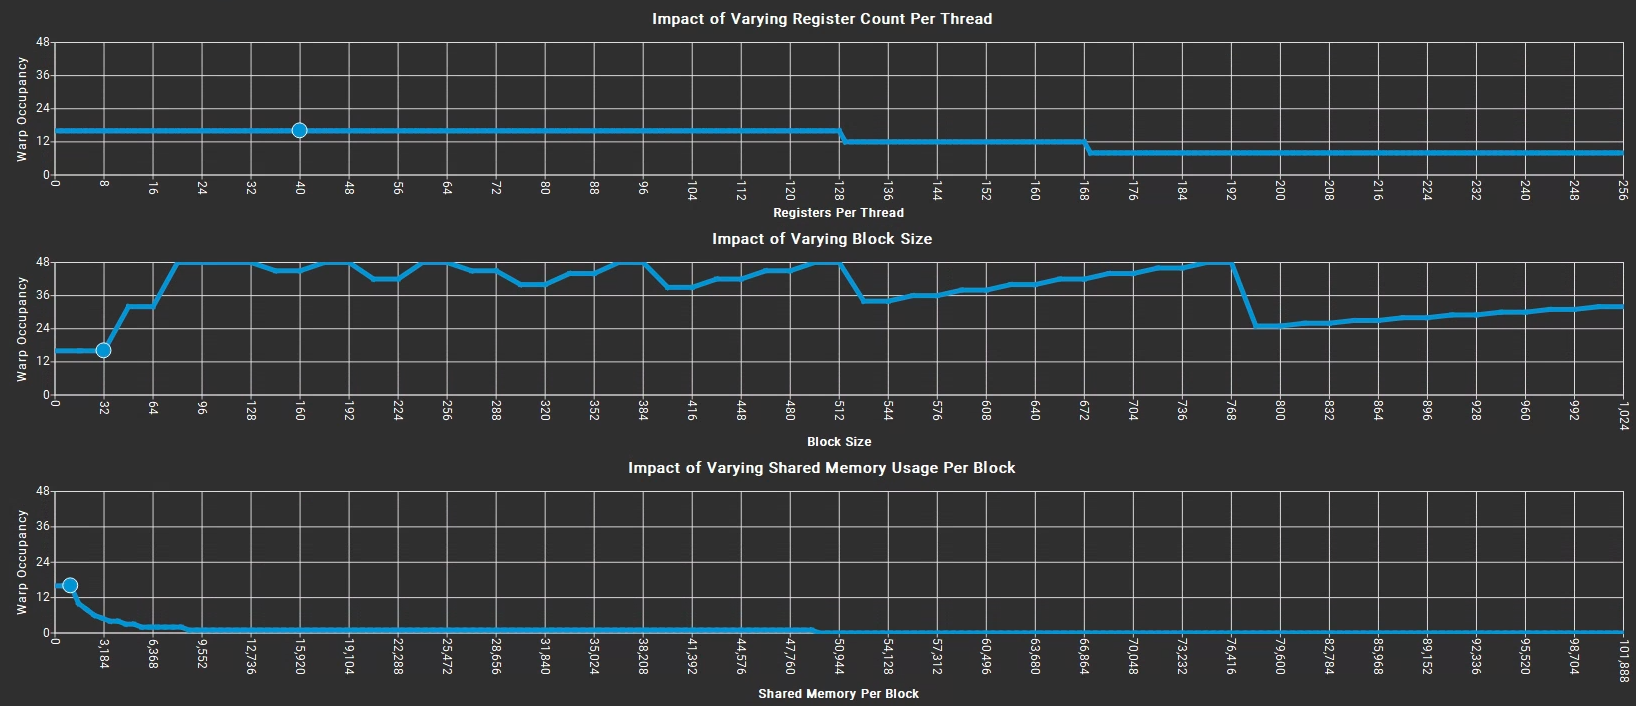 Impact of Varying Register Count Per Thread
48
36
24
12
0
Warp Occupancy
0 8 16 24 32 40 48 56 64 72 80 88 96 104 112 120 128 136 144 152 160 168 176 184 192 200 208 216 224 232 240 248 256
Registers Per Thread
Impact of Varying Block Size
48
36
24
12
0
Warp Occupancy
0 32 64 96 128 160 192 224 256 288 320 352 384 416 448 480 512 544 576 608 640 672 704 736 768 800 832 864 896 928 960 992 1,024
Block Size
Impact of Varying Shared Memory Usage Per Block
48
36
24
12
0
Warp Occupancy
0 3,184 6,368 9,552 12,736 15,920 19,104 22,288 25,472 28,656 31,840 35,024 38,208 41,392 44,576 47,760 50,944 54,128 57,312 60,496 63,680 66,864 70,048 73,232 76,416 79,600 82,784 85,968 89,152 92,336 95,520 98,704 101,888
Shared Memory Per Block